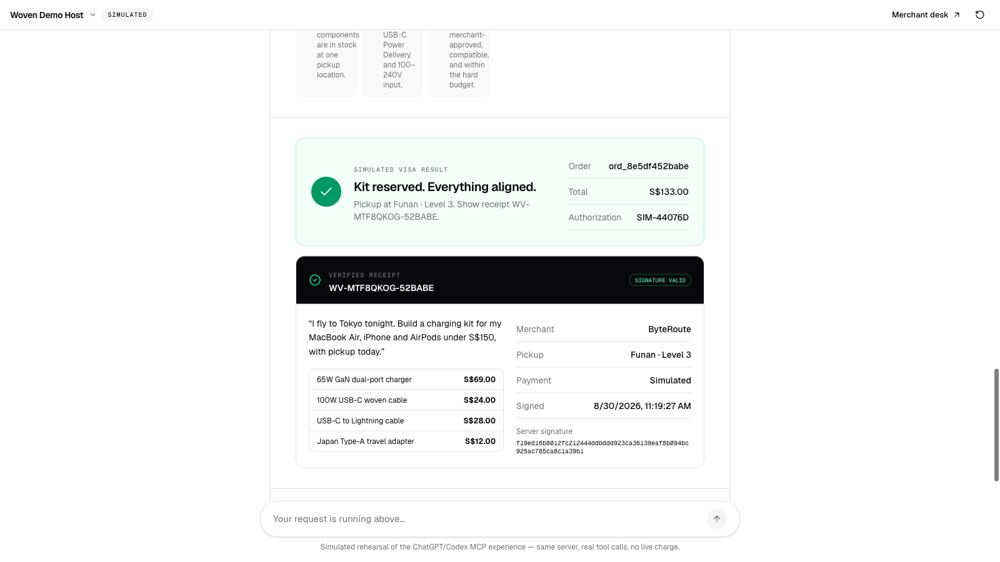 Woven Demo Host
SIMULATED
Merchant desk
components
are in stock
at one
pickup
location.
USB-C
Power
Delivery
and 100–
240V
input.
merchant-
approved,
compatible,
and within
the hard
budget.
SIMULATED VISA RESULT
Kit reserved. Everything aligned.
Pickup at Funan · Level 3. Show receipt WV-
MTF8QKOG-52BABE.
Order ord_8e5df452babe
Total S$133.00
Authorization SIM-44076D
VERIFIED RECEIPT
WV-MTF8QKOG-52BABE
SIGNATURE VALID
“I fly to Tokyo tonight. Build a charging kit for my
MacBook Air, iPhone and AirPods under S$150,
with pickup today.”
65W GaN dual-port charger S$69.00
100W USB-C woven cable S$24.00
USB-C to Lightning cable S$28.00
Japan Type-A travel adapter S$12.00
Merchant ByteRoute
Pickup Funan · Level 3
Payment Simulated
Signed 8/30/2026, 11:19:27 AM
Server signature
f19ed16b8012fc212444ddbddd923ca36139eaf8b094bc
925ac785ca8c1a39b1
Your request is running above…
Simulated rehearsal of the ChatGPT/Codex MCP experience — same server, real tool calls, no live charge.